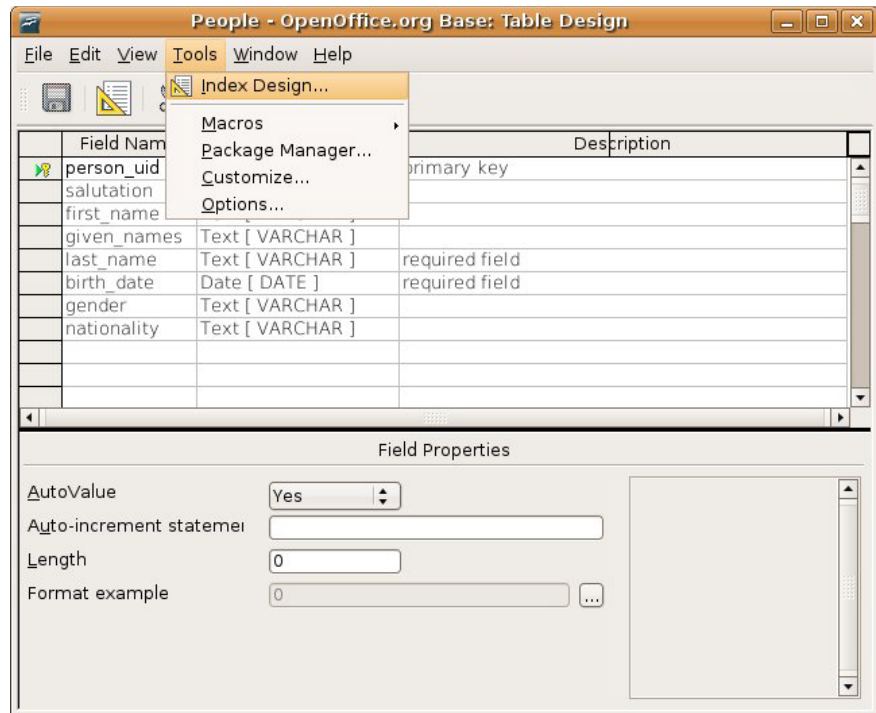 People - OpenOffice.org Base: Table Design
File Edit View Tools Window Help
Index Design...
Macros
Package Manager...
Customize...
Options...
Field Nam Description
person_uid primary key
salutation
first_name
given_names Text [ VARCHAR ]
last_name Text [ VARCHAR ] required field
birth_date Date [ DATE ] required field
gender Text [ VARCHAR ]
nationality Text [ VARCHAR ]
Field Properties
AutoValue Yes
Auto-increment statemei
Length 0
Format example 0 ...